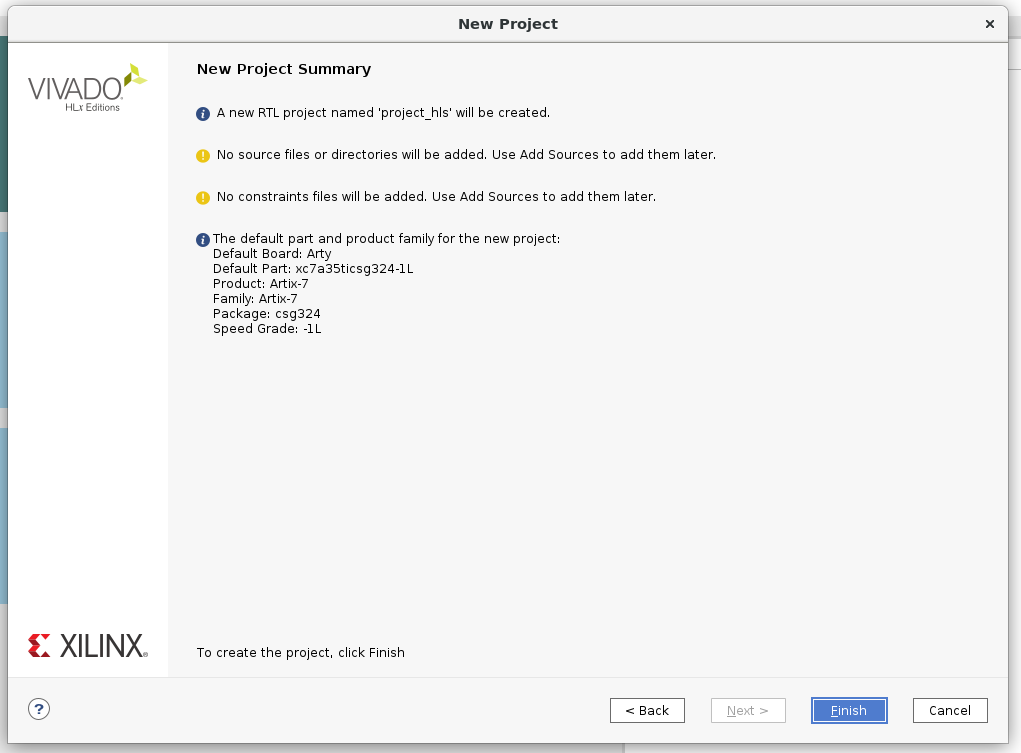 New Project
×
VIVADO
HLx Editions
New Project Summary
i A new RTL project named 'project_hls' will be created.
! No source files or directories will be added. Use Add Sources to add them later.
! No constraints files will be added. Use Add Sources to add them later.
i The default part and product family for the new project:
Default Board: Arty
Default Part: xc7a35ticsg324-1L
Product: Artix-7
Family: Artix-7
Package: csg324
Speed Grade: -1L
XILINX®
To create the project, click Finish
?
< Back
Next >
Finish
Cancel